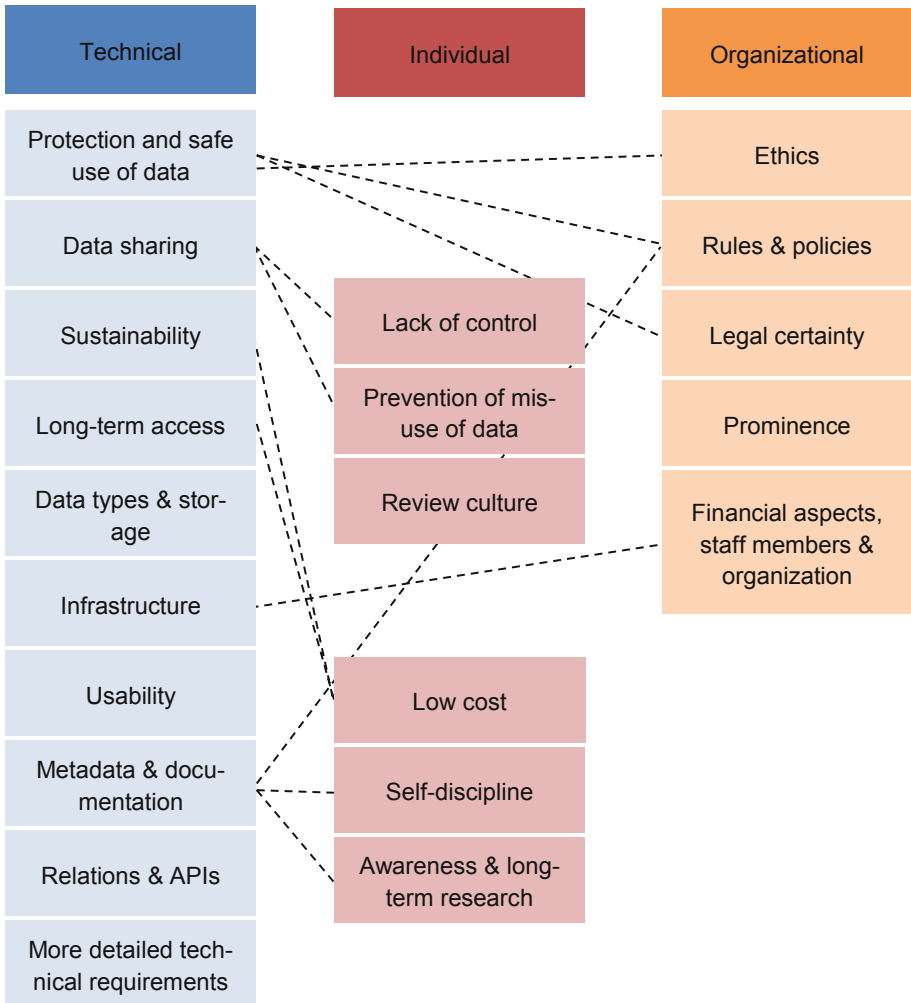 Technical
Individual
Organizational
Protection and safe
use of data
Data sharing
Sustainability
Long-term access
Data types & stor-
age
Infrastructure
Usability
Metadada & docu-
mentation
Relations & APIs
More detailed tech-
nical requirements
Lack of control
Prevention of mis-
use of data
Review culture
Low cost
Self-discipline
Awareness & long-
term research
Ethics
Rules & policies
Legal certainty
Prominence
Financial aspects,
staff members &
organization